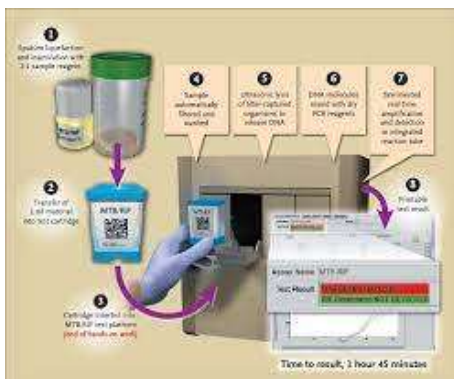 1
Sputum liquefaction
and inactivation with
2:1 sample reagent
2
Transfer of
2 ml material
into test cartridge
MTB/RIF
3
Cartridge inserted into
MTB-RIF test platform
(end of hands-on work)
4
Sample
automatically
filtered and
washed
5
Ultrasonic lysis
of filter-captured
organisms to
release DNA
6
DNA molecules
mixed with dry
PCR reagents
7
Seminested
real-time
amplification
and detection
in integrated
reaction tube
8
Printable
test result
Assay Name MTB-RIF
Test Result
Time to result, 1 hour 45 minutes